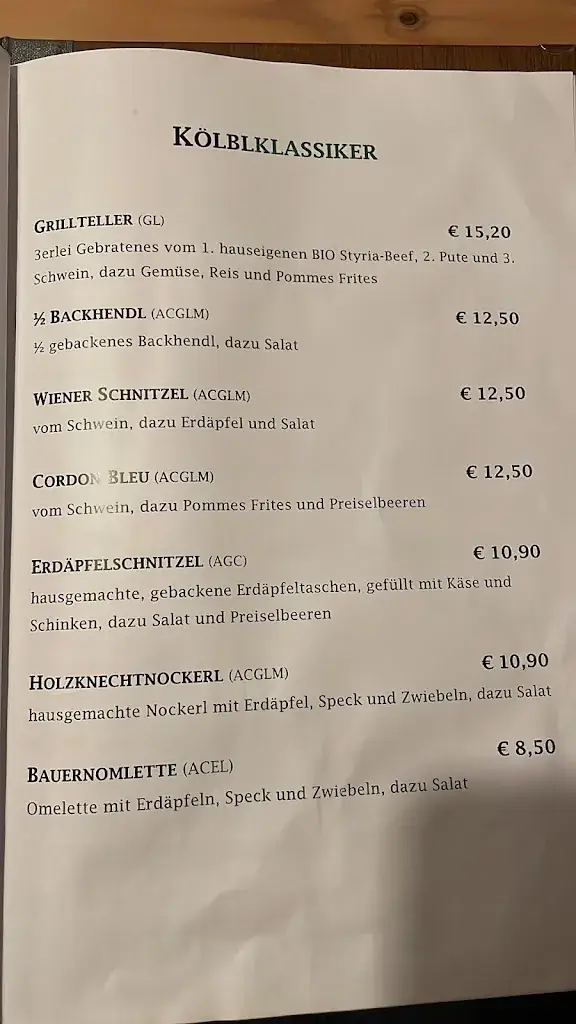 KÖLBLKLASSIKER
GRILLTELLER (GL) € 15,20
3erlei Gebratenes vom 1. hauseigenen BIO Styria-Beef, 2. Pute und 3.
Schwein, dazu Gemüse, Reis und Pommes Frites
½ BACKHENDL (ACGLM) € 12,50
½ gebackenes Backhendl, dazu Salat
WIENER SCHNITZEL (ACGLM) € 12,50
vom Schwein, dazu Erdäpfel und Salat
CORDON BLEU (ACGLM) € 12,50
vom Schwein, dazu Pommes Frites und Preiselbeeren
ERDÄPFELSCHNITZEL (AGC) € 10,90
hausgemachte, gebackene Erdäpfeltaschen, gefüllt mit Käse und
Schinken, dazu Salat und Preiselbeeren
HOLZKNECHTNOCKERL (ACGLM) € 10,90
hausgemachte Nockerl mit Erdäpfel, Speck und Zwiebeln, dazu Salat
BAUERNOMLETTE (ACEL) € 8,50
Omelette mit Erdäpfeln, Speck und Zwiebeln, dazu Salat